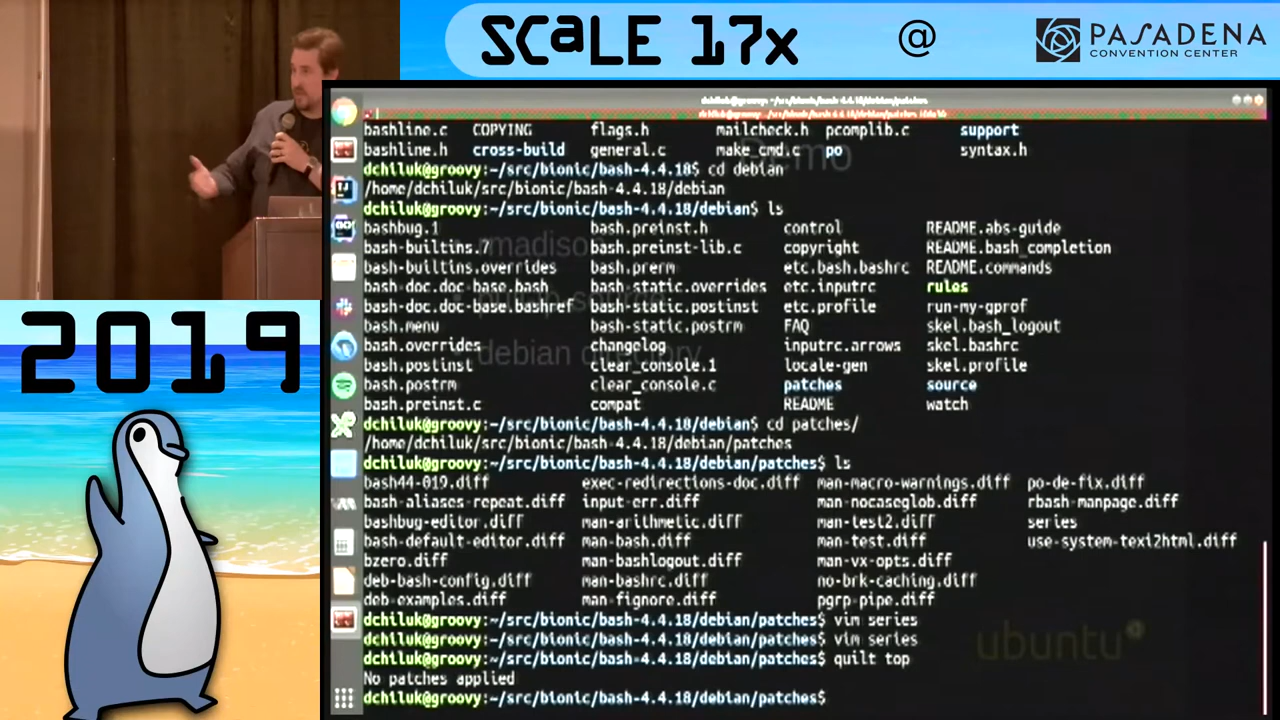 SCaLE 17x @ PASADENA
CONVENTION CENTER
2019
bashline.c COPYING flags.h mailcheck.h pcomplib.c support
bashline.h cross-build general.c make_cmd.c po syntax.h
dchiluk@groovy:~/src/bionic/bash-4.4.18$ cd debian
/home/dchiluk/src/bionic/bash-4.4.18/debian
dchiluk@groovy:~/src/bionic/bash-4.4.18/debian$ ls
bashbug.1 bash.preinst.h control README.abs-guide
bash-builtins.7 bash.preinst-lib.c copyright README.bash_completion
bash-builtins.overrides bash.prerm etc.bash.bashrc README.commands
bash-doc.doc-base.bash bash-static.overrides etc.inputrc rules
bash-doc.doc-base.bashref bash-static.postinst etc.profile run-my-gprof
bash.menu bash-static.postrm FAQ skel.bash_logout
bash.overrides changelog inputrc.arrows skel.bashrc
bash.postinst clear_console.1 locale-gen skel.profile
bash.postrm clear_console.c patches source
bash.preinst.c compat README watch
dchiluk@groovy:~/src/bionic/bash-4.4.18/debian$ cd patches/
/home/dchiluk/src/bionic/bash-4.4.18/debian/patches
dchiluk@groovy:~/src/bionic/bash-4.4.18/debian/patches$ ls
bash44-019.diff exec-redirections-doc.diff man-macro-warnings.diff po-de-fix.diff
bash-aliases-repeat.diff input-err.diff man-nocaseglob.diff rbash-manpage.diff
bashbug-editor.diff man-arithmetic.diff man-test2.diff series
bash-default-editor.diff man-bash.diff man-test.diff use-system-texi2html.diff
bzero.diff man-bashlogout.diff man-vx-opts.diff
deb-bash-config.diff man-bashrc.diff no-brk-caching.diff
deb-examples.diff man-fignore.diff pgrp-pipe.diff
dchiluk@groovy:~/src/bionic/bash-4.4.18/debian/patches$ vim series
dchiluk@groovy:~/src/bionic/bash-4.4.18/debian/patches$ vim series
dchiluk@groovy:~/src/bionic/bash-4.4.18/debian/patches$ quilt top
No patches applied
dchiluk@groovy:~/src/bionic/bash-4.4.18/debian/patches$
debian directory
ubuntu